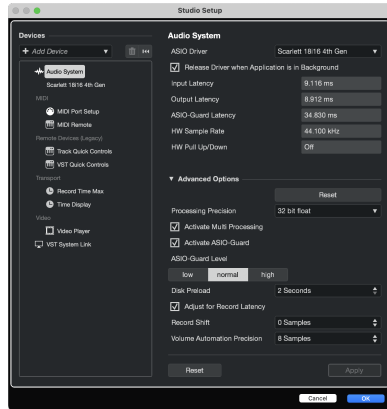 Studio Setup
Devices
+ Add Device
Audio System
Scarlett 18i16 4th Gen
MIDI
MIDI Port Setup
MIDI Remote
Remote Devices (Legacy)
Track Quick Controls
VST Quick Controls
Transport
Record Time Max
Time Display
Video
Video Player
VST System Link
Audio System
ASIO Driver
Scarlett 18i16 4th Gen
Release Driver when Application is in Background
Input Latency
9.116 ms
Output Latency
8.912 ms
ASIO-Guard Latency
34.830 ms
HW Sample Rate
44.100 kHz
HW Pull Up/Down
Off
Advanced Options
Reset
Processing Precision
32 bit float
Activate Multi Processing
Activate ASIO-Guard
ASIO-Guard Level
low normal high
Disk Preload
2 Seconds
Adjust for Record Latency
Record Shift
0 Samples
Volume Automation Precision
8 Samples
Reset
Apply
Cancel
OK